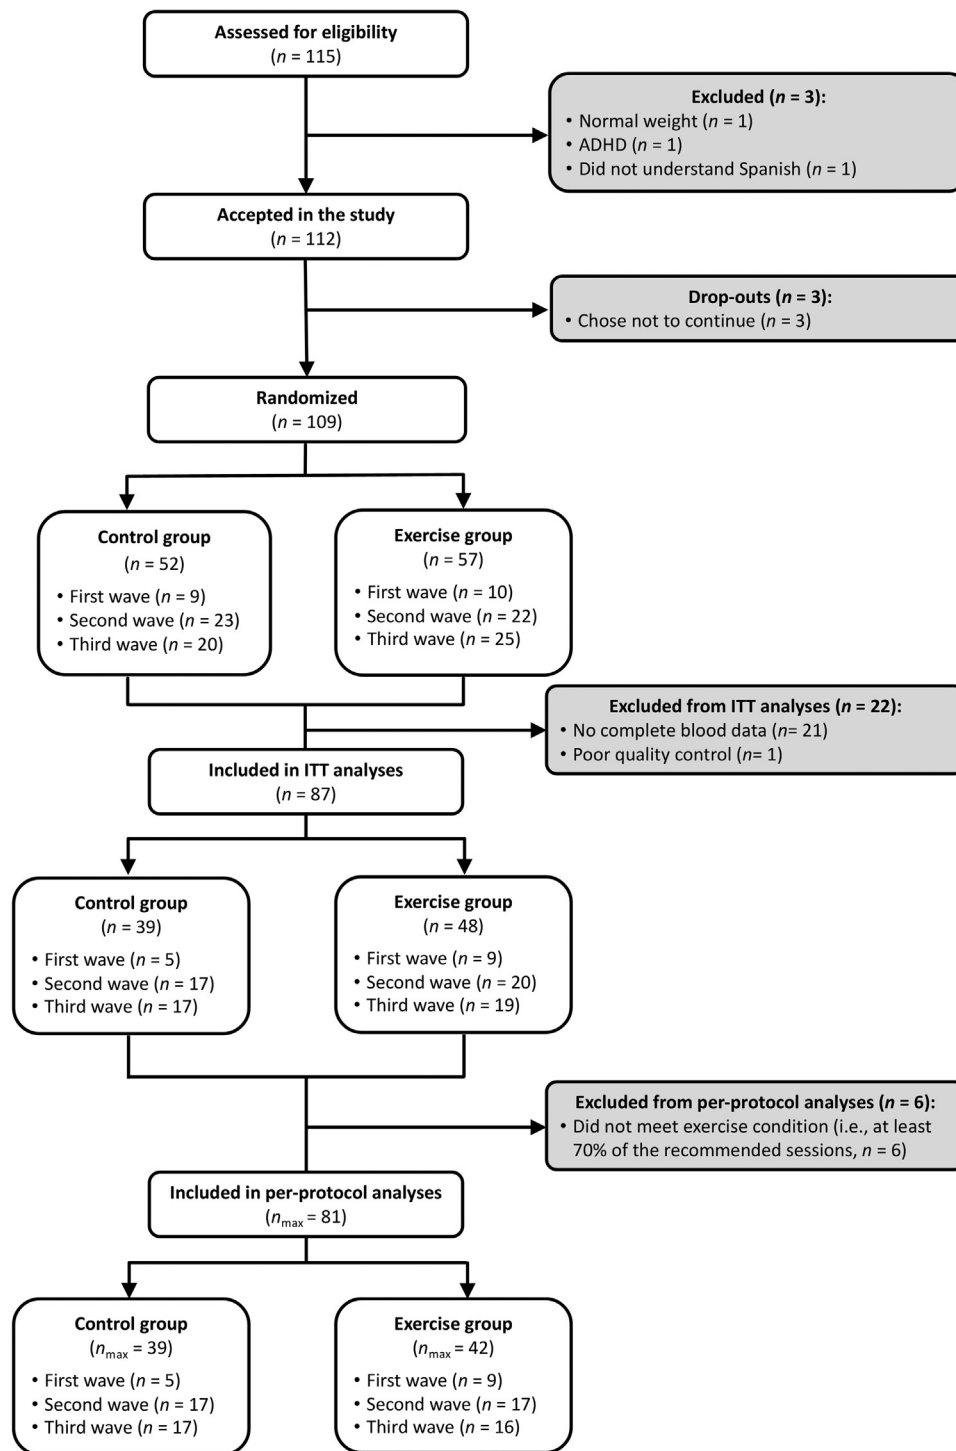 Assessed for eligibility
(n = 115)
Excluded (n = 3):
• Normal weight (n = 1)
• ADHD (n = 1)
• Did not understand Spanish (n = 1)
Accepted in the study
(n = 112)
Drop-outs (n = 3):
• Chose not to continue (n = 3)
Randomized
(n = 109)
Control group
(n = 52)
• First wave (n = 9)
• Second wave (n = 23)
• Third wave (n = 20)
Exercise group
(n = 57)
• First wave (n = 10)
• Second wave (n = 22)
• Third wave (n = 25)
Excluded from ITT analyses (n = 22):
• No complete blood data (n= 21)
• Poor quality control (n= 1)
Included in ITT analyses
(n = 87)
Control group
(n = 39)
• First wave (n = 5)
• Second wave (n = 17)
• Third wave (n = 17)
Exercise group
(n = 48)
• First wave (n = 9)
• Second wave (n = 20)
• Third wave (n = 19)
Excluded from per-protocol analyses (n = 6):
• Did not meet exercise condition (i.e., at least
70% of the recommended sessions, n = 6)
Included in per-protocol analyses
(nmax = 81)
Control group
(nmax = 39)
• First wave (n = 5)
• Second wave (n = 17)
• Third wave (n = 17)
Exercise group
(nmax = 42)
• First wave (n = 9)
• Second wave (n = 17)
• Third wave (n = 16)